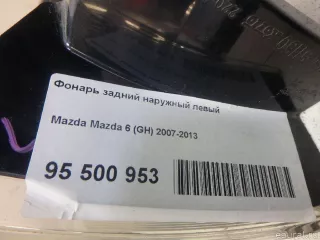 Фонарь задний наружный левый
Mazda Mazda 6 (GH) 2007-2013
95 500 953